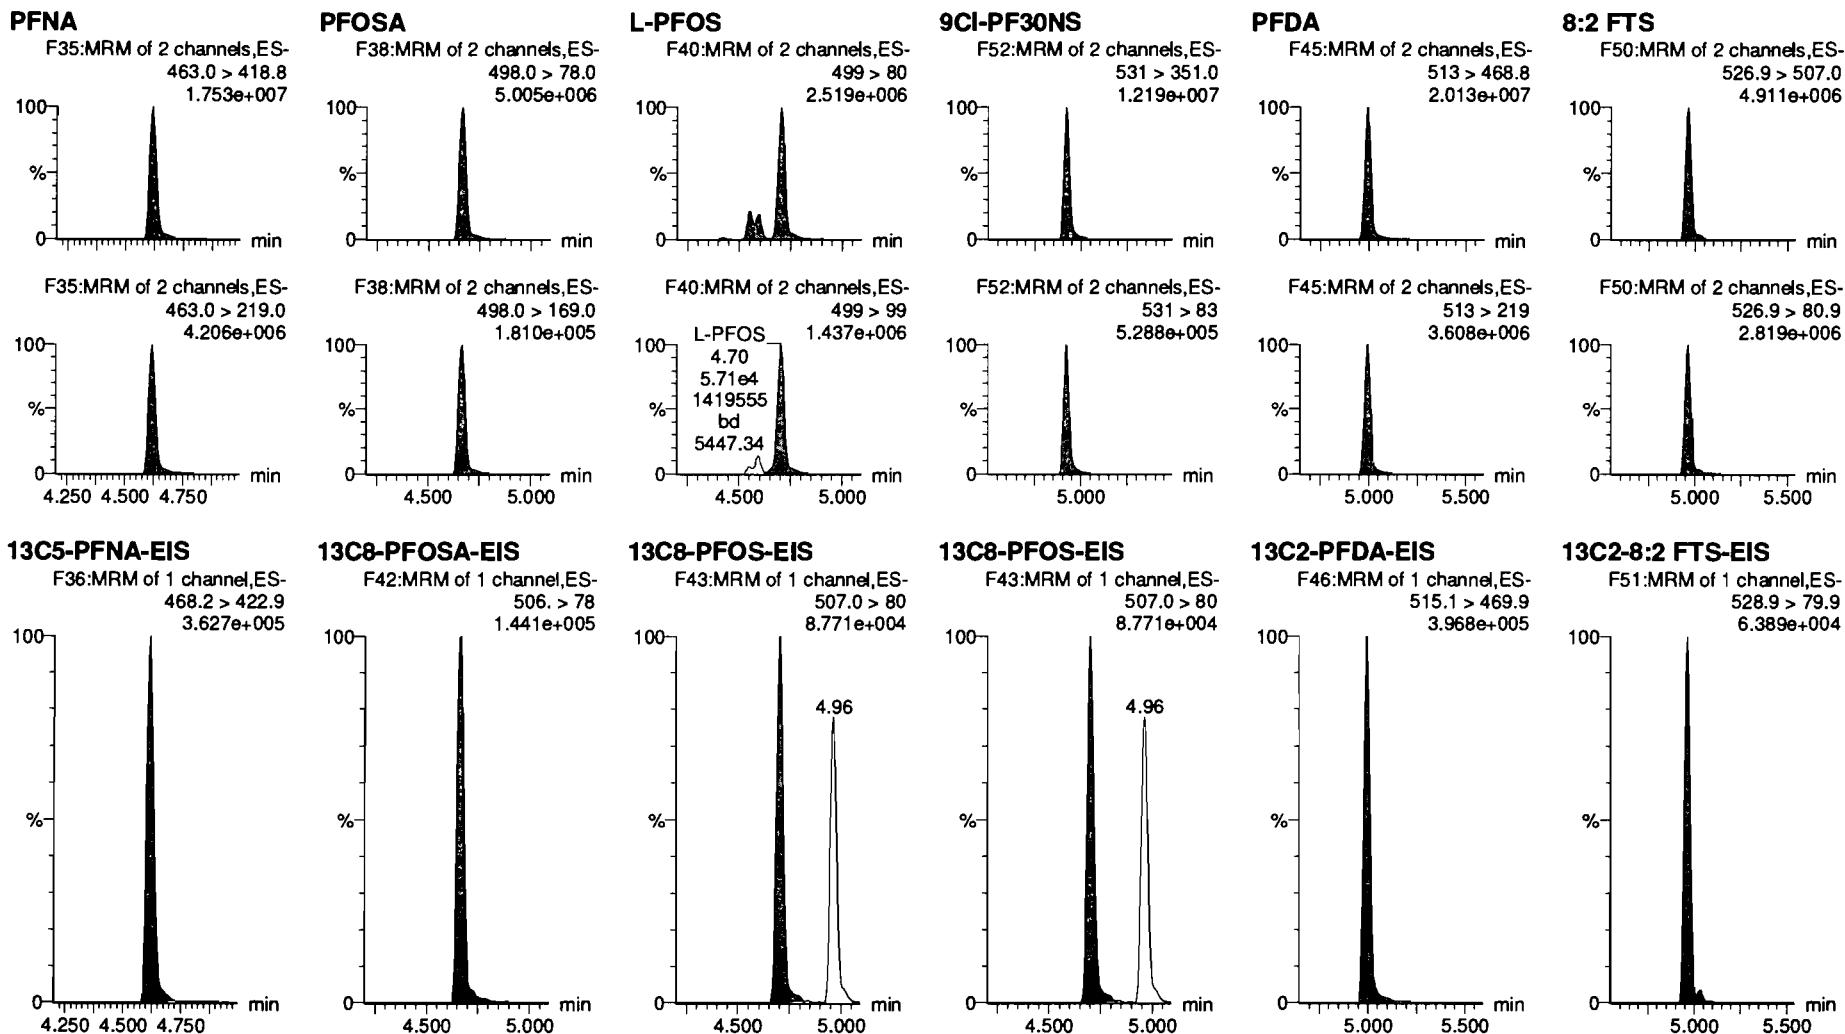 PFNA
F35:MRM of 2 channels,ES-
463.0 > 418.8
1.753e+007
100
%
0
min
F35:MRM of 2 channels,ES-
463.0 > 219.0
4.206e+006
100
%
0
min
4.250 4.500 4.750
PFOSA
F38:MRM of 2 channels,ES-
498.0 > 78.0
5.005e+006
100
%
0
min
F38:MRM of 2 channels,ES-
498.0 > 169.0
1.810e+005
100
%
0
min
4.500 5.000
L-PFOS
F40:MRM of 2 channels,ES-
499 > 80
2.519e+006
100
%
0
min
F40:MRM of 2 channels,ES-
499 > 99
1.437e+006
L-PFOS
4.70
5.71e4
1419555
bd
5447.34
100
%
0
min
4.500 5.000
9Cl-PF30NS
F52:MRM of 2 channels,ES-
531 > 351.0
1.219e+007
100
%
0
min
F52:MRM of 2 channels,ES-
531 > 83
5.288e+005
100
%
0
min
5.000
PFDA
F45:MRM of 2 channels,ES-
513 > 468.8
2.013e+007
100
%
0
min
F45:MRM of 2 channels,ES-
513 > 219
3.608e+006
100
%
0
min
5.000 5.500
8:2 FTS
F50:MRM of 2 channels,ES-
526.9 > 507.0
4.911e+006
100
%
0
min
F50:MRM of 2 channels,ES-
526.9 > 80.9
2.819e+006
100
%
0
min
5.000 5.500
13C5-PFNA-EIS
F36:MRM of 1 channel,ES-
468.2 > 422.9
3.627e+005
100
%
0
min
4.250 4.500 4.750
13C8-PFOSA-EIS
F42:MRM of 1 channel,ES-
506. > 78
1.441e+005
100
%
0
min
4.500 5.000
13C8-PFOS-EIS
F43:MRM of 1 channel,ES-
507.0 > 80
8.771e+004
100
4.96
%
0
min
4.500 5.000
13C8-PFOS-EIS
F43:MRM of 1 channel,ES-
507.0 > 80
8.771e+004
100
4.96
%
0
min
4.500 5.000
13C2-PFDA-EIS
F46:MRM of 1 channel,ES-
515.1 > 469.9
3.968e+005
100
%
0
min
5.000 5.500
13C2-8:2 FTS-EIS
F51:MRM of 1 channel,ES-
528.9 > 79.9
6.389e+004
100
%
0
min
5.000 5.500